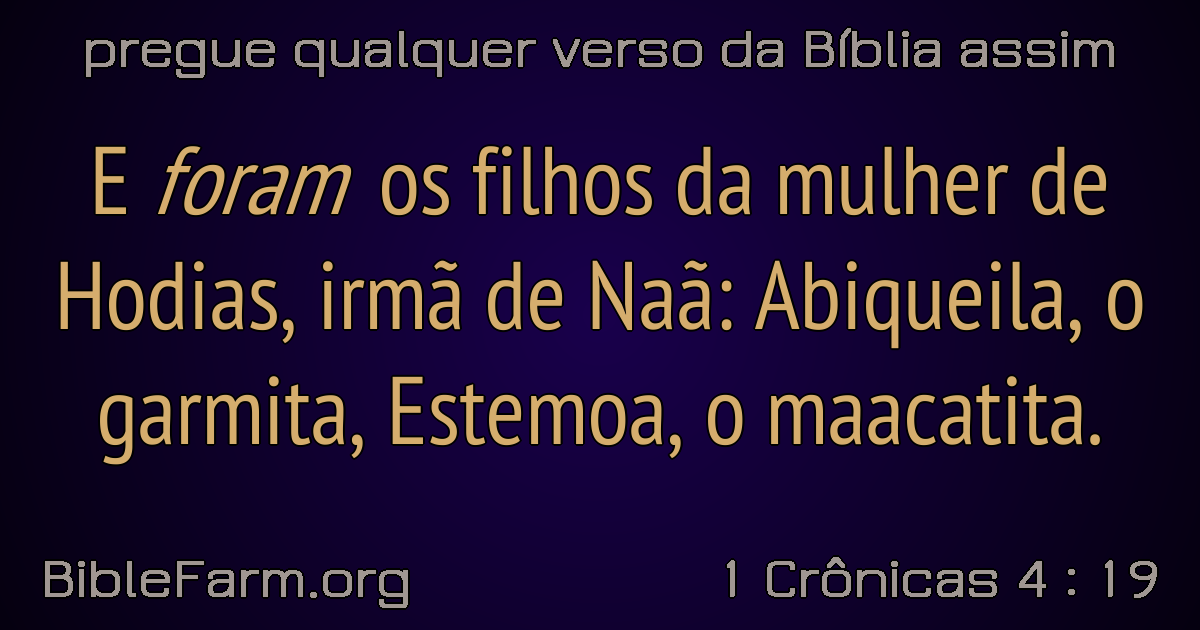 pregue qualquer verso da Bíblia assim
E foram os filhos da mulher de
Hodias, irmã de Naã: Abiqueila, o
garmita, Estemoa, o maacatita.
BibleFarm.org
1 Crônicas 4 : 19